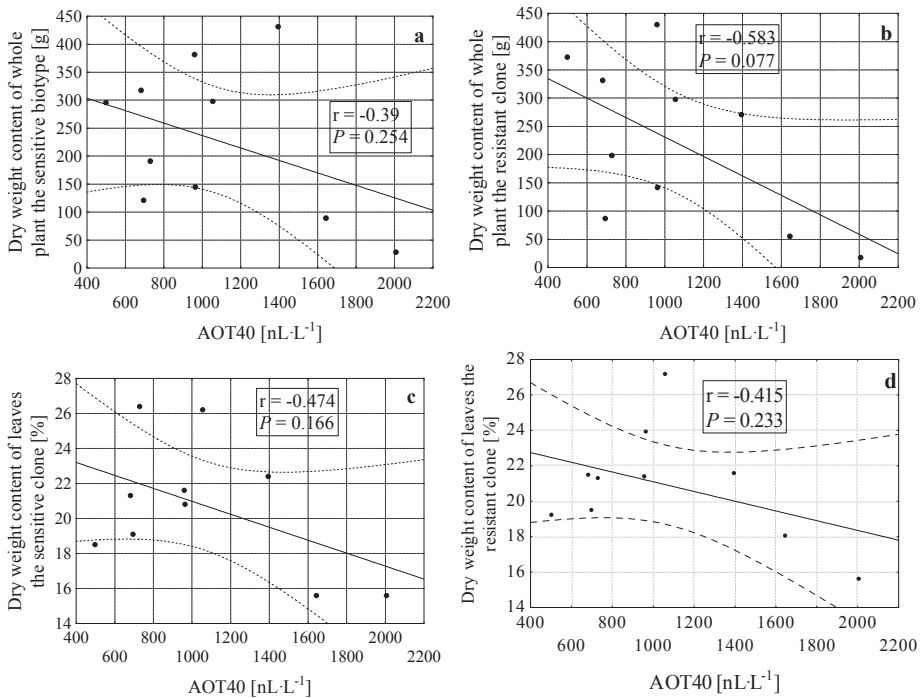 Dry weight content of whole
plant the sensitive biotype [g]
450
400
350
300
250
200
150
100
50
0
a
r = -0.39
P = 0.254
400 800 1200 1600 2000
600 1000 1400 1800 2200
AOT40 [nL·L⁻¹]
Dry weight content of whole
plant the resistant clone [g]
450
400
350
300
250
200
150
100
50
0
b
r = -0.583
P = 0.077
400 800 1200 1600 2000
600 1000 1400 1800 2200
AOT40 [nL·L⁻¹]
Dry weight content of leaves
the sensitive clone [%]
28
26
24
22
20
18
16
14
c
r = -0.474
P = 0.166
400 800 1200 1600 2000
600 1000 1400 1800 2200
AOT40 [nL·L⁻¹]
Dry weight content of leaves the
resistant clone [%]
28
26
24
22
20
18
16
14
d
r = -0.415
P = 0.233
400 800 1200 1600 2000
600 1000 1400 1800 2200
AOT40 [nL·L⁻¹]